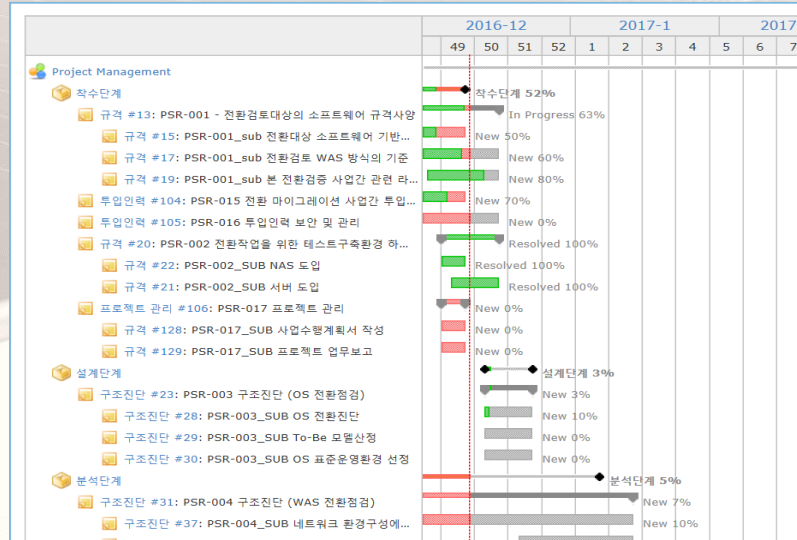 2016-12 2017-1 2017
49 50 51 52 1 2 3 4 5 6 7
Project Management
착수단계 착수단계 52%
규격 #13: PSR-001 - 전환검토대상의 소프트웨어 규격사양 In Progress 63%
규격 #15: PSR-001_sub 전환대상 소프트웨어 기반... New 50%
규격 #17: PSR-001_sub 전환검토 WAS 방식의 기준 New 60%
규격 #19: PSR-001_sub 본 전환검증 사업간 관련 라... New 80%
투입인력 #104: PSR-015 전환 마이그레이션 사업간 투입... New 70%
투입인력 #105: PSR-016 투입인력 보안 및 관리 New 0%
규격 #20: PSR-002 전환작업을 위한 테스트구축환경 하... Resolved 100%
규격 #22: PSR-002_SUB NAS 도입 Resolved 100%
규격 #21: PSR-002_SUB 서버 도입 Resolved 100%
프로젝트 관리 #106: PSR-017 프로젝트 관리 New 0%
규격 #128: PSR-017_SUB 사업수행계획서 작성 New 0%
규격 #129: PSR-017_SUB 프로젝트 업무보고 New 0%
설계단계 설계단계 3%
구조진단 #23: PSR-003 구조진단 (OS 전환점검) New 3%
구조진단 #28: PSR-003_SUB OS 전환진단 New 10%
구조진단 #29: PSR-003_SUB To-Be 모델산정 New 0%
구조진단 #30: PSR-003_SUB OS 표준운영환경 선정 New 0%
분석단계 분석단계 5%
구조진단 #31: PSR-004 구조진단 (WAS 전환점검) New 7%
구조진단 #37: PSR-004_SUB 네트워크 환경구성에... New 10%